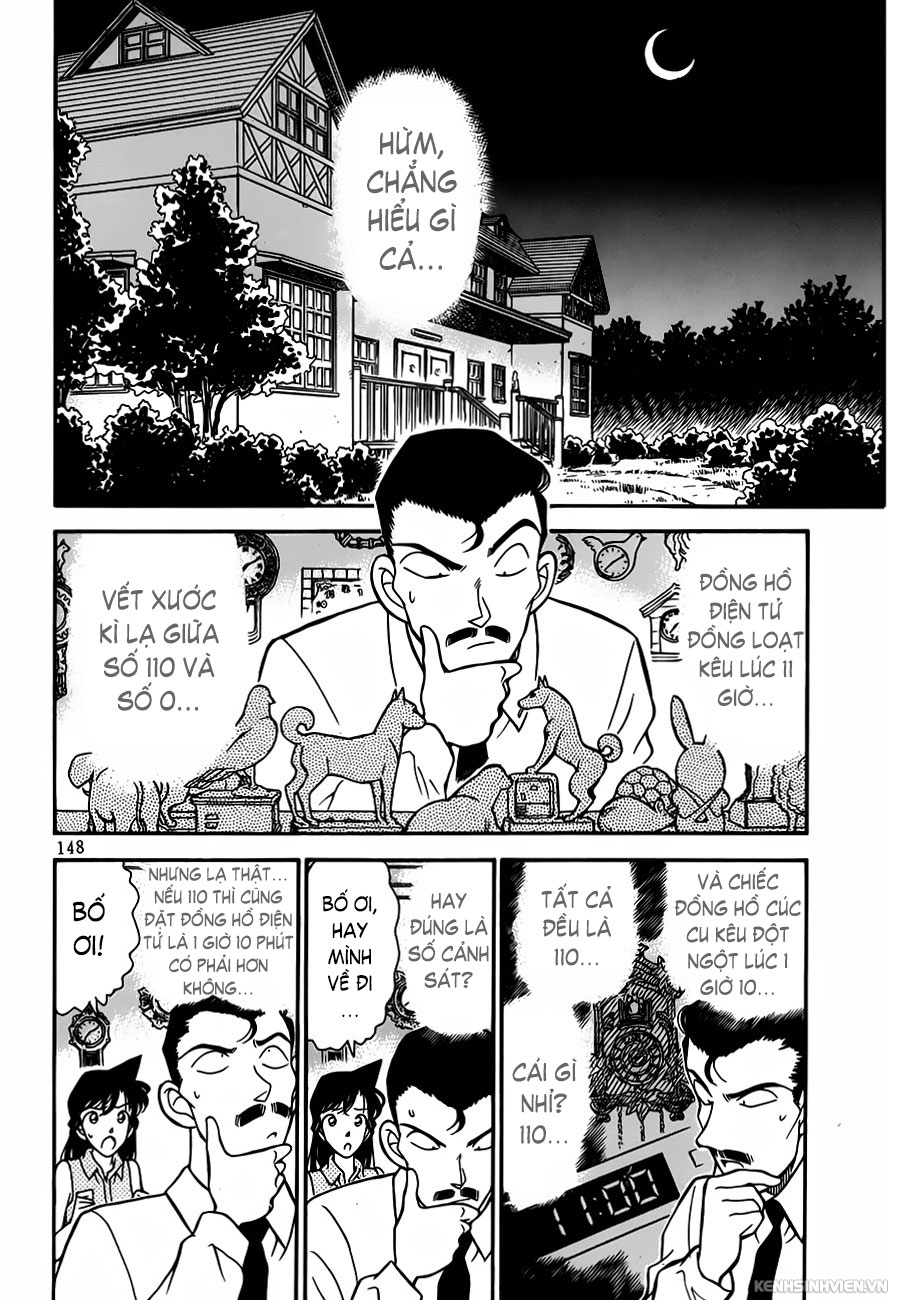 HỪM,
CHẲNG
HIỂU GÌ
CẢ...
ĐỒNG HỒ
ĐIỆN TỬ
ĐỒNG LOẠT
KÊU LÚC 11
GIỜ...
VẾT XƯỚC
KÌ LẠ GIỮA
SỐ 110 VÀ
SỐ 0...
148
VÀ CHIẾC
ĐỒNG HỒ CÚC
CU KÊU ĐỘT
NGỘT LÚC 1
GIỜ 10...
TẤT CẢ
ĐỀU LÀ
110...
CÁI GÌ
NHỈ?
110...
11:00
HAY
ĐÚNG LÀ
SỐ CẢNH
SÁT?
BỐ ƠI,
HAY
MÌNH
VỀ ĐI
...
NHƯNG LẠ THẬT...
NẾU 110 THÌ CŨNG
ĐẶT ĐỒNG HỒ ĐIỆN
TỬ LÀ 1 GIỜ 10 PHÚT
CÓ PHẢI HƠN
KHÔNG...
BỐ
ƠI!
KENHSINHVIEN.VN